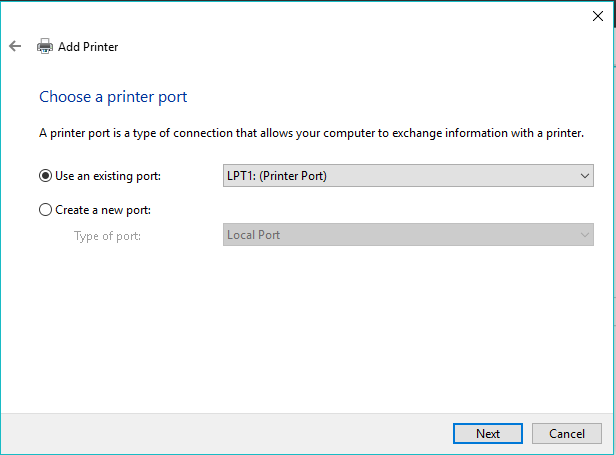 Add Printer
Choose a printer port
A printer port is a type of connection that allows your computer to exchange information with a printer.
Use an existing port: LPT1: (Printer Port)
Create a new port:
Type of port: Local Port
Next Cancel